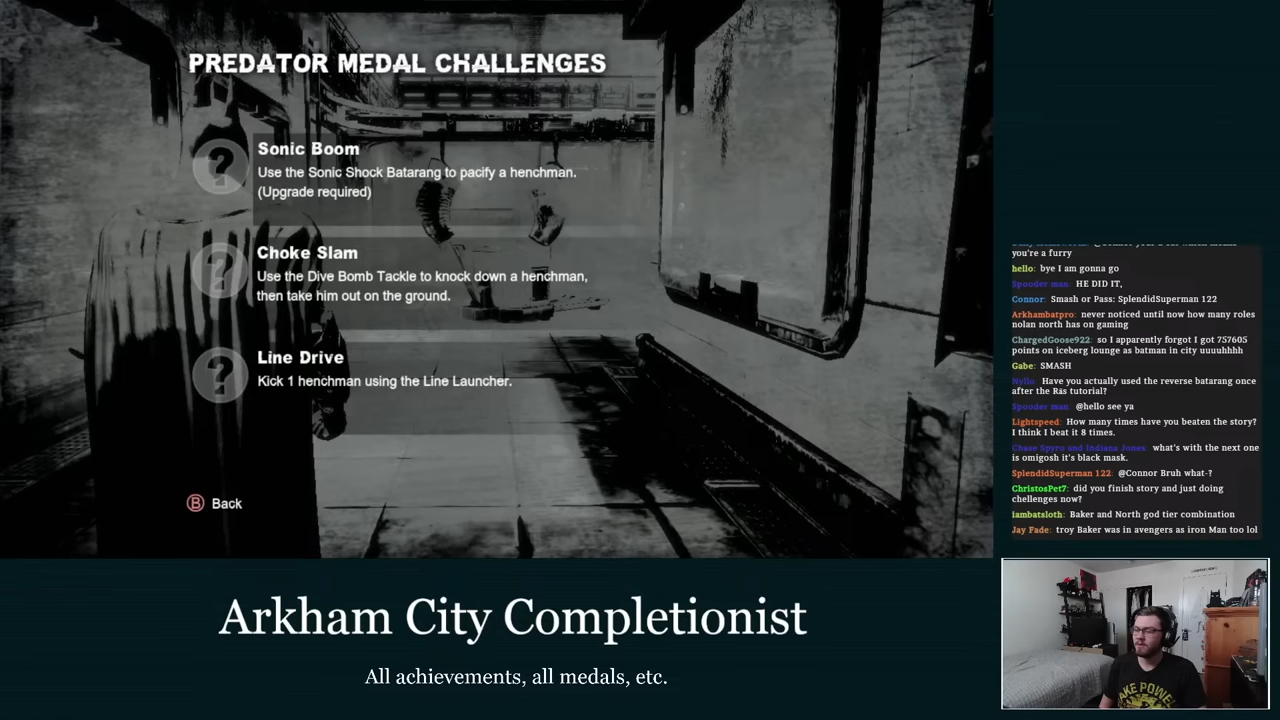 PREDATOR MEDAL CHALLENGES
Sonic Boom
Use the Sonic Shock Batarang to pacify a henchman.
(Upgrade required)
Choke Slam
Use the Dive Bomb Tackle to knock down a henchman,
then take him out on the ground.
Line Drive
Kick 1 henchman using the Line Launcher.
B Back
Arkham City Completionist
All achievements, all medals, etc.
you're a furry
hello: bye I am gonna go
Spooder man: HE DID IT,
Connor: Smash or Pass: SplendidSuperman 122
Arkhambatpro: never noticed until now how many roles
nolan north has on gaming
ChargedGoose922: so I apparently forgot I got 757605
points on iceberg lounge as batman in city uuuuhhhh
Gabe: SMASH
Nyllo: Have you actually used the reverse batarang once
after the Rás tutorial?
Spooder man: @hello see ya
Lightspeed: How many times have you beaten the story?
I think I beat it 8 times.
Chase Spyro and Indiana Jones: what's with the next one
is omigosh it's black mask.
SplendidSuperman 122: @Connor Bruh what-?
ChristosPet7: did you finish story and just doing
chellenges now?
iambatsloth: Baker and North god tier combination
Jay Fade: troy Baker was in avengers as iron Man too lol